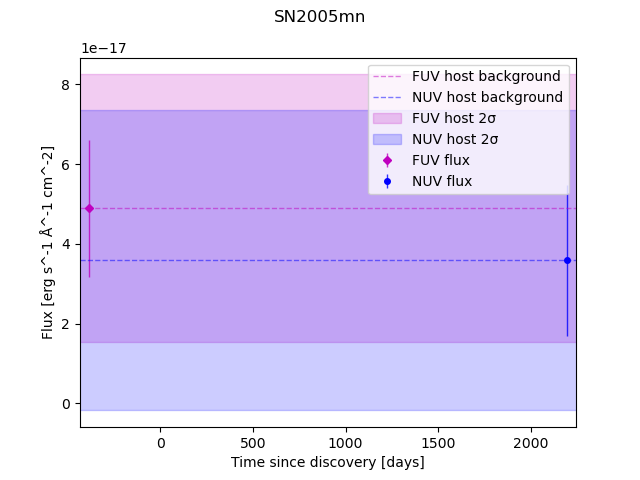 SN2005mn
1e−17
FUV host background
NUV host background
FUV host 2σ
NUV host 2σ
FUV flux
NUV flux
8
6
4
2
0
Flux [erg s^-1 Å^-1 cm^-2]
0 500 1000 1500 2000
Time since discovery [days]